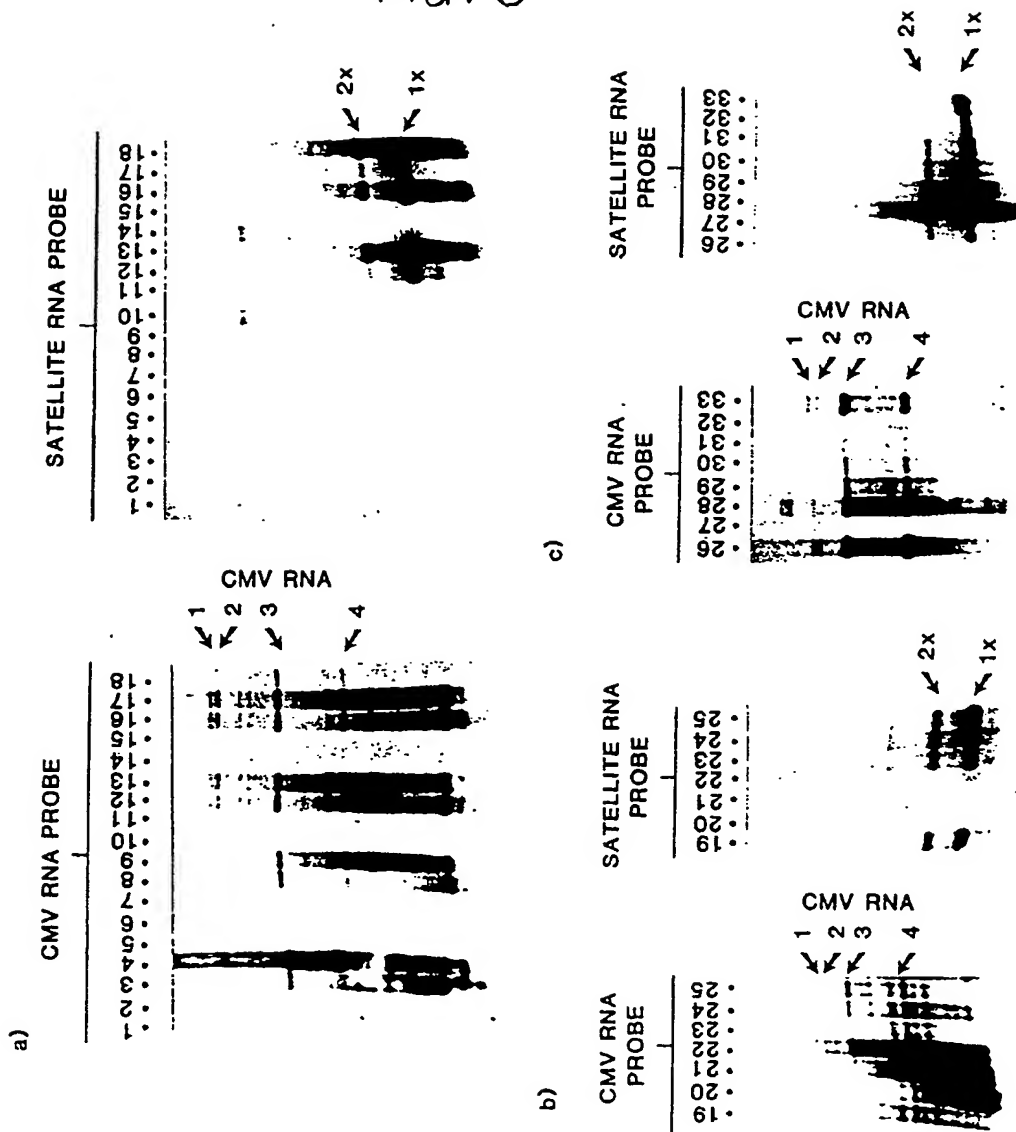 a)
CMV RNA PROBE
1 2 3 4 5 6 7 8 9 10 11 12 13 14 15 16 17 18
CMV RNA
1
2
3
4
SATELLITE RNA PROBE
1 2 3 4 5 6 7 8 9 10 11 12 13 14 15 16 17 18
2x
1x
b)
CMV RNA
PROBE
19 20 21 22 23 24 25
CMV RNA
1
2
3
4
SATELLITE RNA
PROBE
19 20 21 22 23 24 25
2x
1x
c)
CMV RNA
PROBE
26 27 28 29 30 31 32 33
CMV RNA
1
2
3
4
SATELLITE RNA
PROBE
26 27 28 29 30 31 32 33
2x
1x